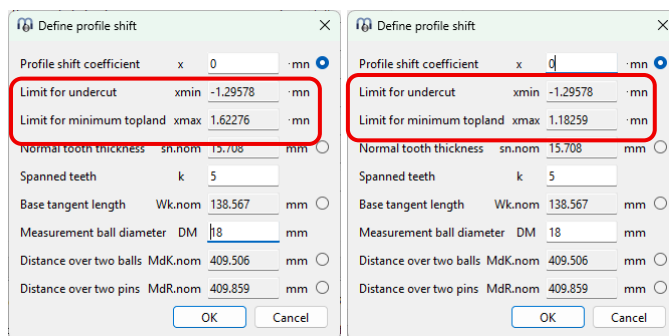 Define profile shift
Profile shift coefficient x 0 ·mn
Limit for undercut xmin -1.29578 ·mn
Limit for minimum topland xmax 1.62276 ·mn
Normal tooth thickness sn.nom 15.708 mm
Spanned teeth k 5
Base tangent length Wk.nom 138.567 mm
Measurement ball diameter DM 18 mm
Distance over two balls MdK.nom 409.506 mm
Distance over two pins MdR.nom 409.859 mm
OK Cancel
Define profile shift
Profile shift coefficient x 0 ·mn
Limit for undercut xmin -1.29578 ·mn
Limit for minimum topland xmax 1.18259 ·mn
Normal tooth thickness sn.nom 15.708 mm
Spanned teeth k 5
Base tangent length Wk.nom 138.567 mm
Measurement ball diameter DM 18 mm
Distance over two balls MdK.nom 409.506 mm
Distance over two pins MdR.nom 409.859 mm
OK Cancel